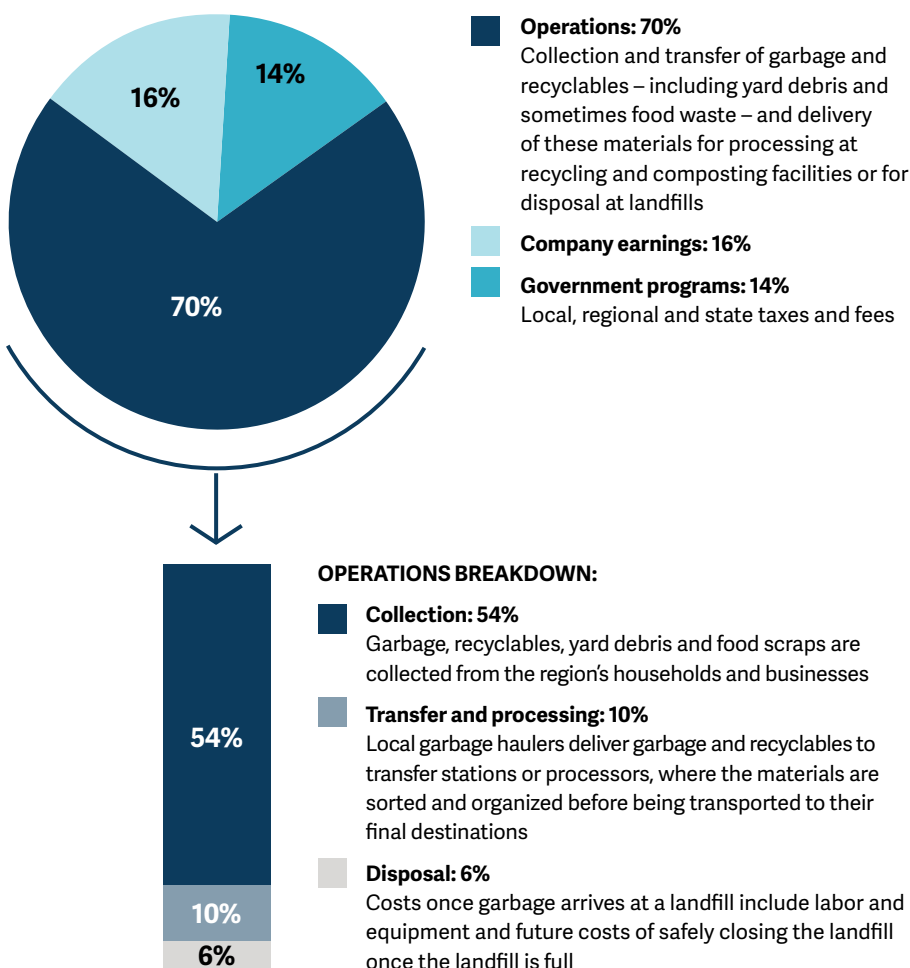 16%
14%
70%
Operations: 70%
Collection and transfer of garbage and
recyclables – including yard debris and
sometimes food waste – and delivery
of these materials for processing at
recycling and composting facilities or for
disposal at landfills
Company earnings: 16%
Government programs: 14%
Local, regional and state taxes and fees
OPERATIONS BREAKDOWN:
54%
10%
6%
Collection: 54%
Garbage, recyclables, yard debris and food scraps are
collected from the region’s households and businesses
Transfer and processing: 10%
Local garbage haulers deliver garbage and recyclables to
transfer stations or processors, where the materials are
sorted and organized before being transported to their
final destinations
Disposal: 6%
Costs once garbage arrives at a landfill include labor and
equipment and future costs of safely closing the landfill
once the landfill is full